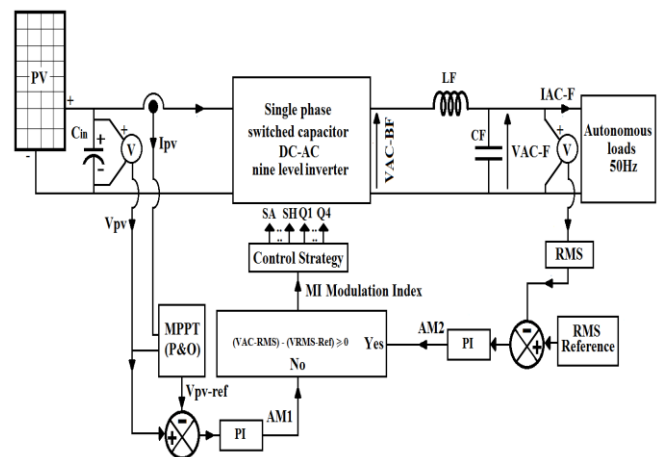 PV
+
-
Cin
+
-
+
V
Ipv
Vpv
Single phase
switched capacitor
DC-AC
nine level inverter
VAC-BF
LF
CF
VAC-F
IAC-F
+
V
Autonomous
loads
50Hz
SA SH Q1 Q4
.. ..
.. ..
Control Strategy
MI Modulation Index
RMS
MPPT
(P&O)
(VAC-RMS) - (VRMS-Ref) ⩾ 0
Yes
No
AM2
PI
-
+
RMS
Reference
Vpv-ref
-
+
PI
AM1